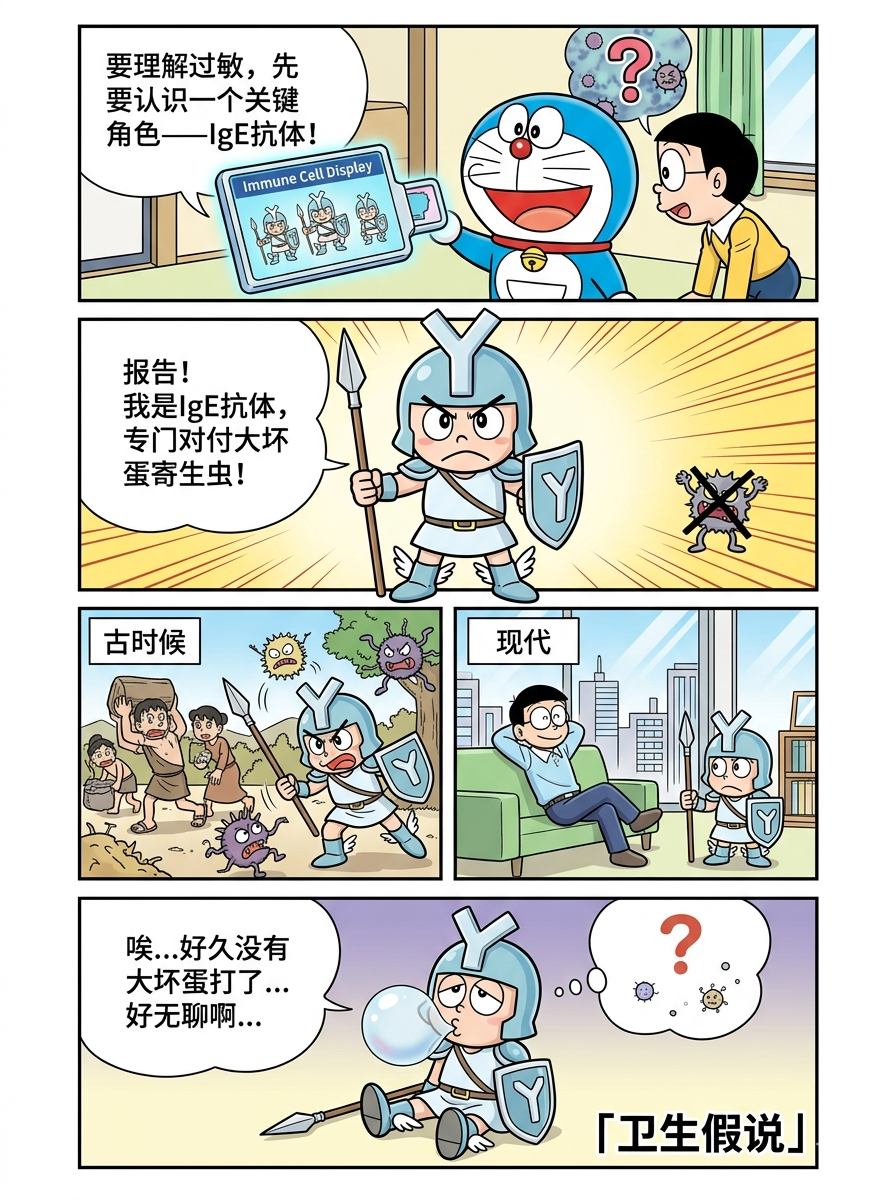 要理解过敏，先
要认识一个关键
角色——IgE抗体！
Immune Cell Display
?
报告！
我是IgE抗体，
专门对付大坏
蛋寄生虫！
Y
Y
古时候
Y
Y
现代
Y
Y
唉...好久没有
大坏蛋打了...
好无聊啊...
?
Y
Y
「卫生假说」